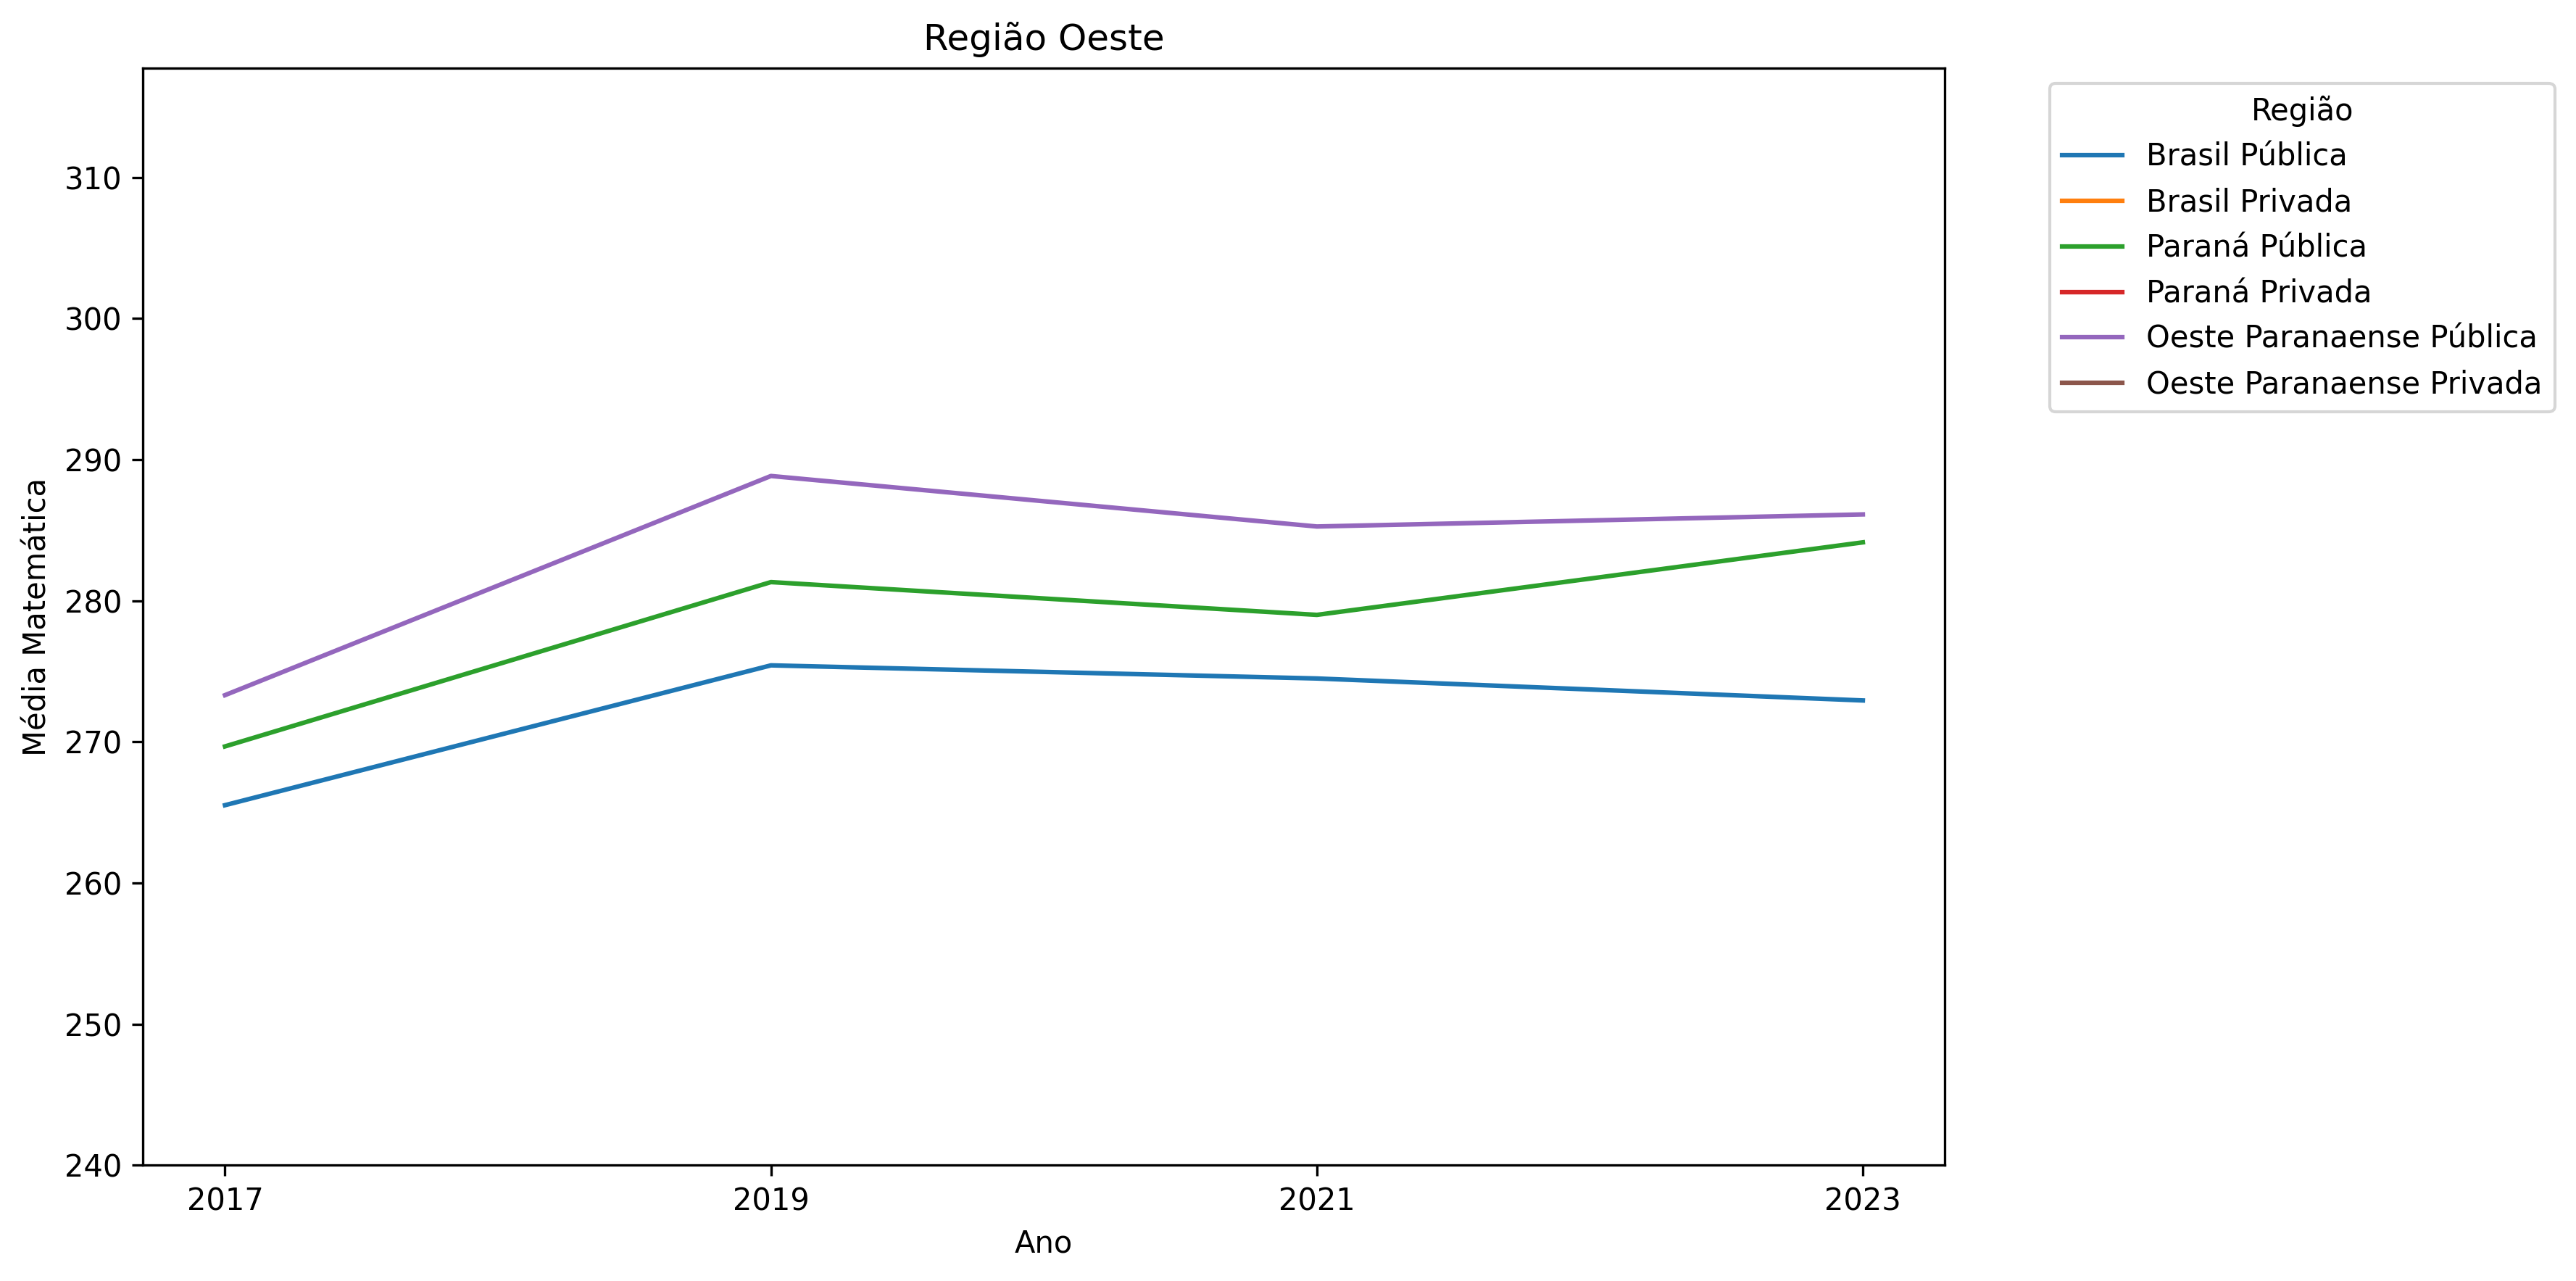 Região Oeste
310
300
290
280
270
260
250
240
Média Matemática
2017 2019 2021 2023
Ano
Região
Brasil Pública
Brasil Privada
Paraná Pública
Paraná Privada
Oeste Paranaense Pública
Oeste Paranaense Privada